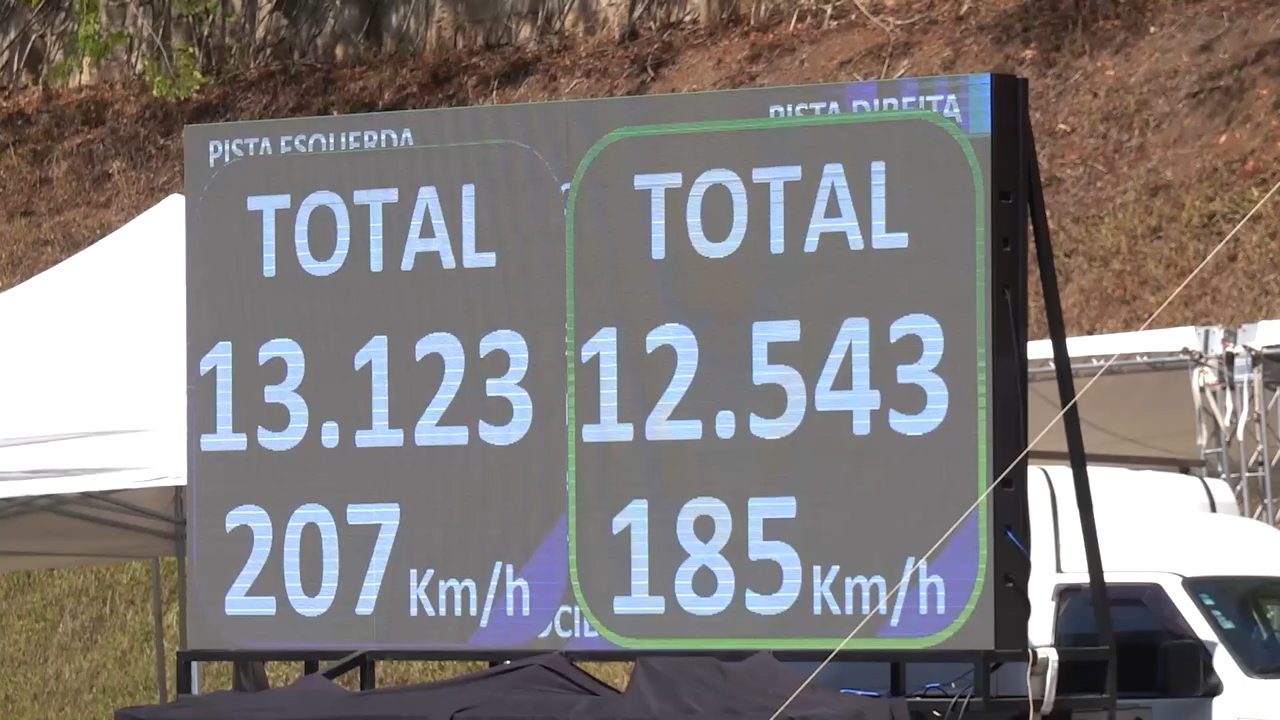 PISTA ESQUERDA
TOTAL
13.123
207 Km/h
PISTA DIREITA
TOTAL
12.543
185 Km/h